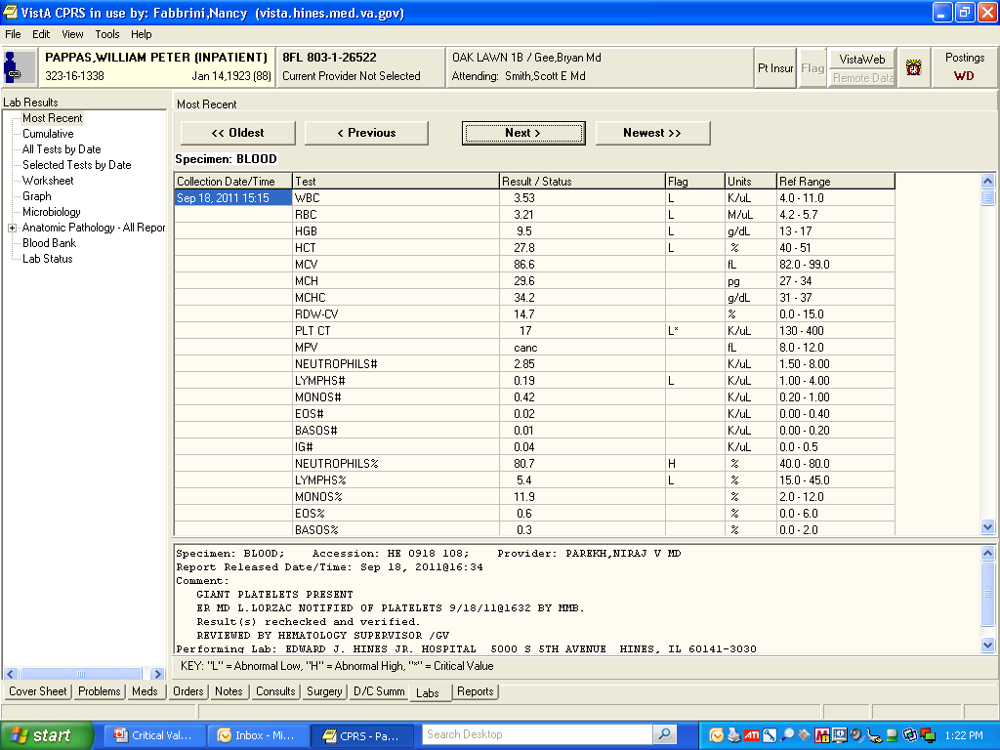 VistA CPRS in use by: Fabbrini,Nancy (vista.hines.med.va.gov)
File Edit View Tools Help
PAPPAS,WILLIAM PETER (INPATIENT)
323-16-1338 Jan 14,1923 (88)
8FL 803-1-26522
Current Provider Not Selected
OAK LAWN 1B / Gee,Bryan Md
Attending: Smith,Scott E Md
Pt Insur
Flag
VistaWeb
Remote Data
Postings
WD
Lab Results
Most Recent
Cumulative
All Tests by Date
Selected Tests by Date
Worksheet
Graph
Microbiology
Anatomic Pathology - All Repor
Blood Bank
Lab Status
Most Recent
<< Oldest < Previous Next > Newest >>
Specimen: BLOOD
Collection Date/Time Test Result / Status Flag Units Ref Range
Sep 18, 2011 15:15 WBC 3.53 L K/uL 4.0 - 11.0
RBC 3.21 L M/uL 4.2 - 5.7
HGB 9.5 L g/dL 13 - 17
HCT 27.8 L % 40 - 51
MCV 86.6 fL 82.0 - 99.0
MCH 29.6 pg 27 - 34
MCHC 34.2 g/dL 31 - 37
RDW-CV 14.7 % 0.0 - 15.0
PLT CT 17 L* K/uL 130 - 400
MPV canc fL 8.0 - 12.0
NEUTROPHILS# 2.85 K/uL 1.50 - 8.00
LYMPHS# 0.19 L K/uL 1.00 - 4.00
MONOS# 0.42 K/uL 0.20 - 1.00
EOS# 0.02 K/uL 0.00 - 0.40
BASOS# 0.01 K/uL 0.00 - 0.20
IG# 0.04 K/uL 0.0 - 0.5
NEUTROPHILS% 80.7 H % 40.0 - 80.0
LYMPHS% 5.4 L % 15.0 - 45.0
MONOS% 11.9 % 2.0 - 12.0
EOS% 0.6 % 0.0 - 6.0
BASOS% 0.3 % 0.0 - 2.0
Specimen: BLOOD; Accession: HE 0918 108; Provider: PAREKH,NIRAJ V MD
Report Released Date/Time: Sep 18, 2011@16:34
Comment:
GIANT PLATELETS PRESENT
ER MD L.LORZAC NOTIFIED OF PLATELETS 9/18/11@1632 BY MMB.
Result(s) rechecked and verified.
REVIEWED BY HEMATOLOGY SUPERVISOR /GV
Performing Lab: EDWARD J. HINES JR. HOSPITAL 5000 S 5TH AVENUE HINES, IL 60141-3030
KEY: "L" = Abnormal Low, "H" = Abnormal High, "*" = Critical Value
Cover Sheet Problems Meds Orders Notes Consults Surgery D/C Summ Labs Reports
start Critical Val... Inbox - Mi... CPRS - Pa... Search Desktop ATI 1:22 PM